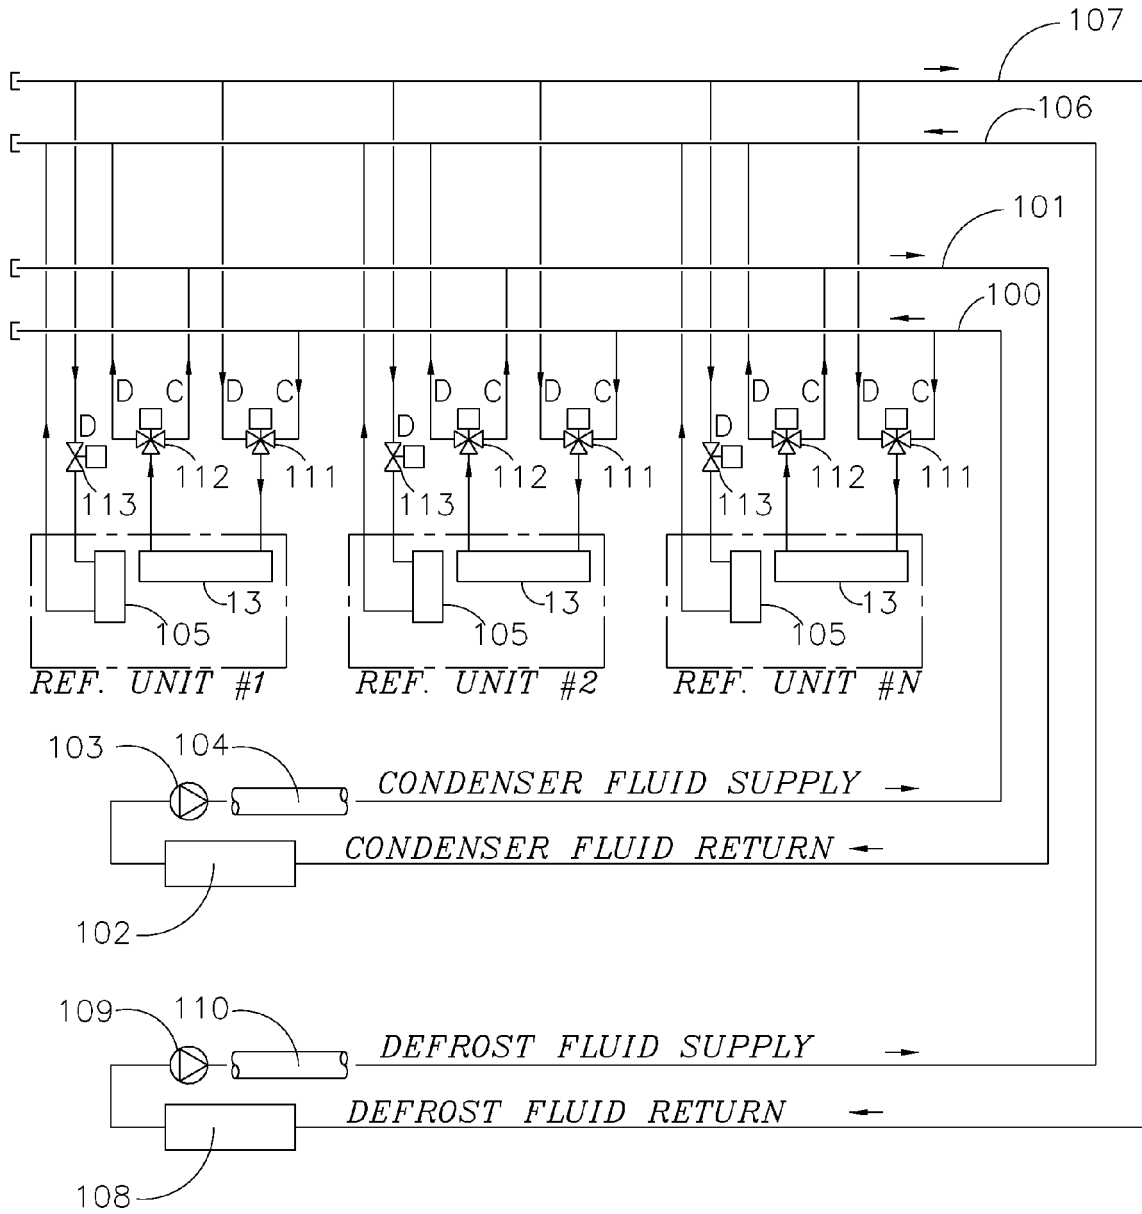 107
106
101
100
D C D C
D C D C
D C D C
D
D
D
112 111
112 111
112 111
113
113
113
13
13
13
105
105
105
REF. UNIT #1
REF. UNIT #2
REF. UNIT #N
103
104
CONDENSER FLUID SUPPLY
CONDENSER FLUID RETURN
102
109
110
DEFROST FLUID SUPPLY
DEFROST FLUID RETURN
108